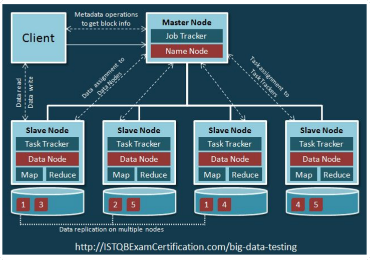 Metadata operations
to get block info
Client
Master Node
Job Tracker
Name Node
Data read
Data write
Data assignment to
Data Nodes
Task assignment to
Task Trackers
Slave Node
Task Tracker
Data Node
Map
Reduce
1
3
Slave Node
Task Tracker
Data Node
Map
Reduce
2
5
Slave Node
Task Tracker
Data Node
Map
Reduce
1
4
Slave Node
Task Tracker
Data Node
Map
Reduce
4
5
Data replication on multiple nodes
http://ISTQBExamCertification.com/big-data-testing